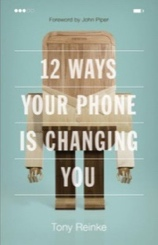 Foreword by John Piper
12 WAYS
YOUR PHONE
IS CHANGING
YOU
Tony Reinke